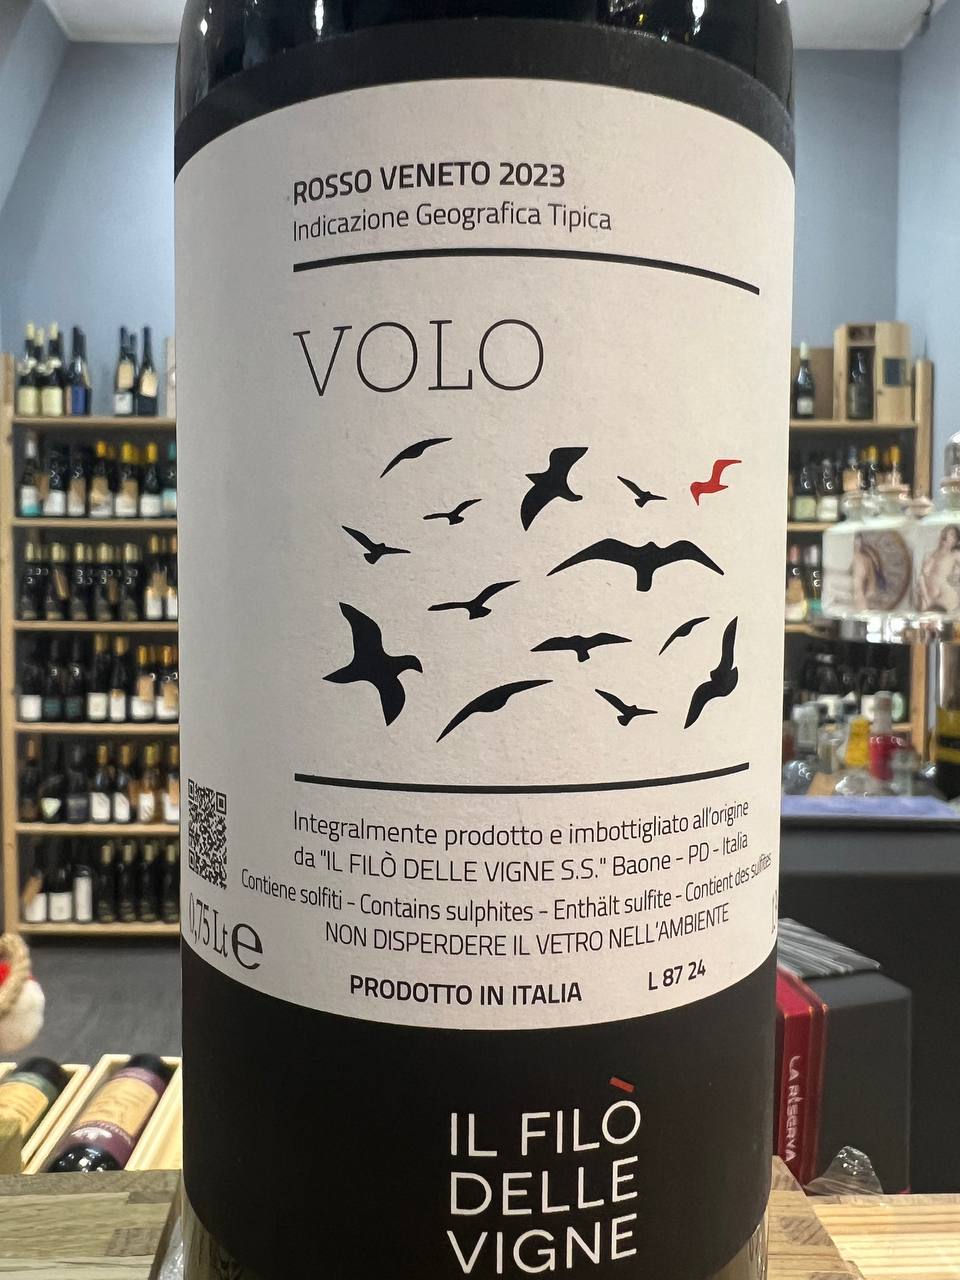 ROSSO VENETO 2023
Indicazione Geografica Tipica
VOLO
Integralmente prodotto e imbottigliato all'origine
da "IL FILÒ DELLE VIGNE S.S." Baone - PD - Italia
Contiene solfiti - Contains sulphites - Enthält sulfite - Contient des sulfites
NON DISPERDERE IL VETRO NELL'AMBIENTE
0,75 Lt e
PRODOTTO IN ITALIA
L 87 24
IL FILÒ
DELLE
VIGNE
LA RISERVA